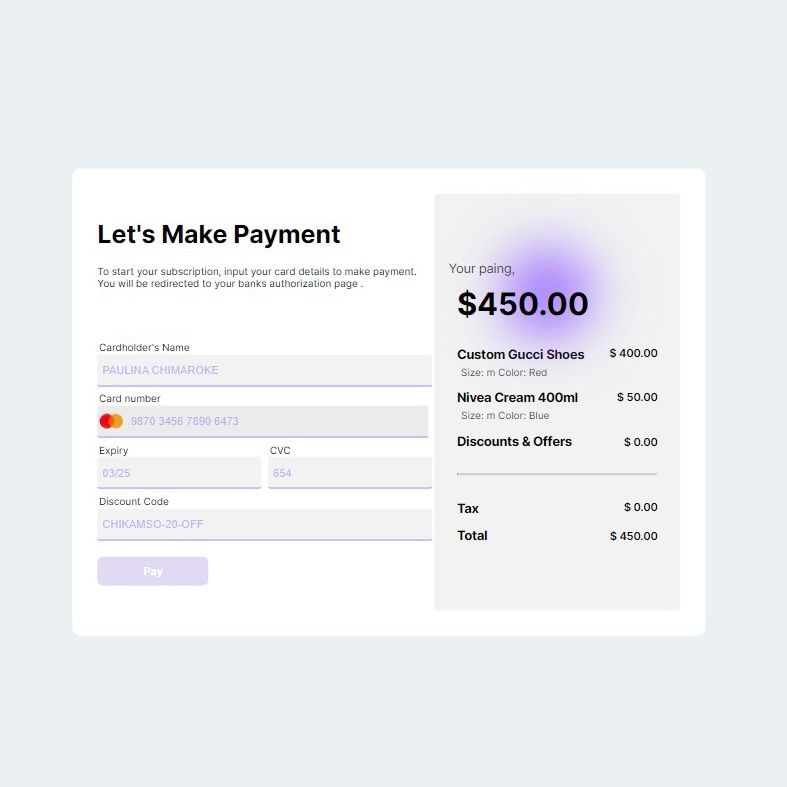 Let's Make Payment
To start your subscription, input your card details to make payment.
You will be redirected to your banks authorization page .
Cardholder's Name
PAULINA CHIMAROKE
Card number
9870 3456 7890 6473
Expiry
CVC
03/25
654
Discount Code
CHIKAMSO-20-OFF
Pay
Your paing,
$450.00
Custom Gucci Shoes $ 400.00
Size: m Color: Red
Nivea Cream 400ml $ 50.00
Size: m Color: Blue
Discounts & Offers $ 0.00
Tax $ 0.00
Total $ 450.00